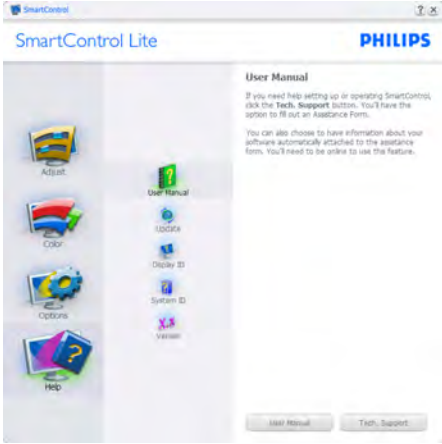 SmartControl
SmartControl Lite
PHILIPS
Adjust
Color
Options
Help
User Manual
Update
Display ID
System ID
Version
User Manual
If you need help setting up or operating SmartControl,
click the Tech. Support button. You'll have the
option to fill out an Assistance Form.
You can also choose to have information about your
software automatically attached to the assistance
form. You'll need to be online to use this feature.
User Manual
Tech. Support